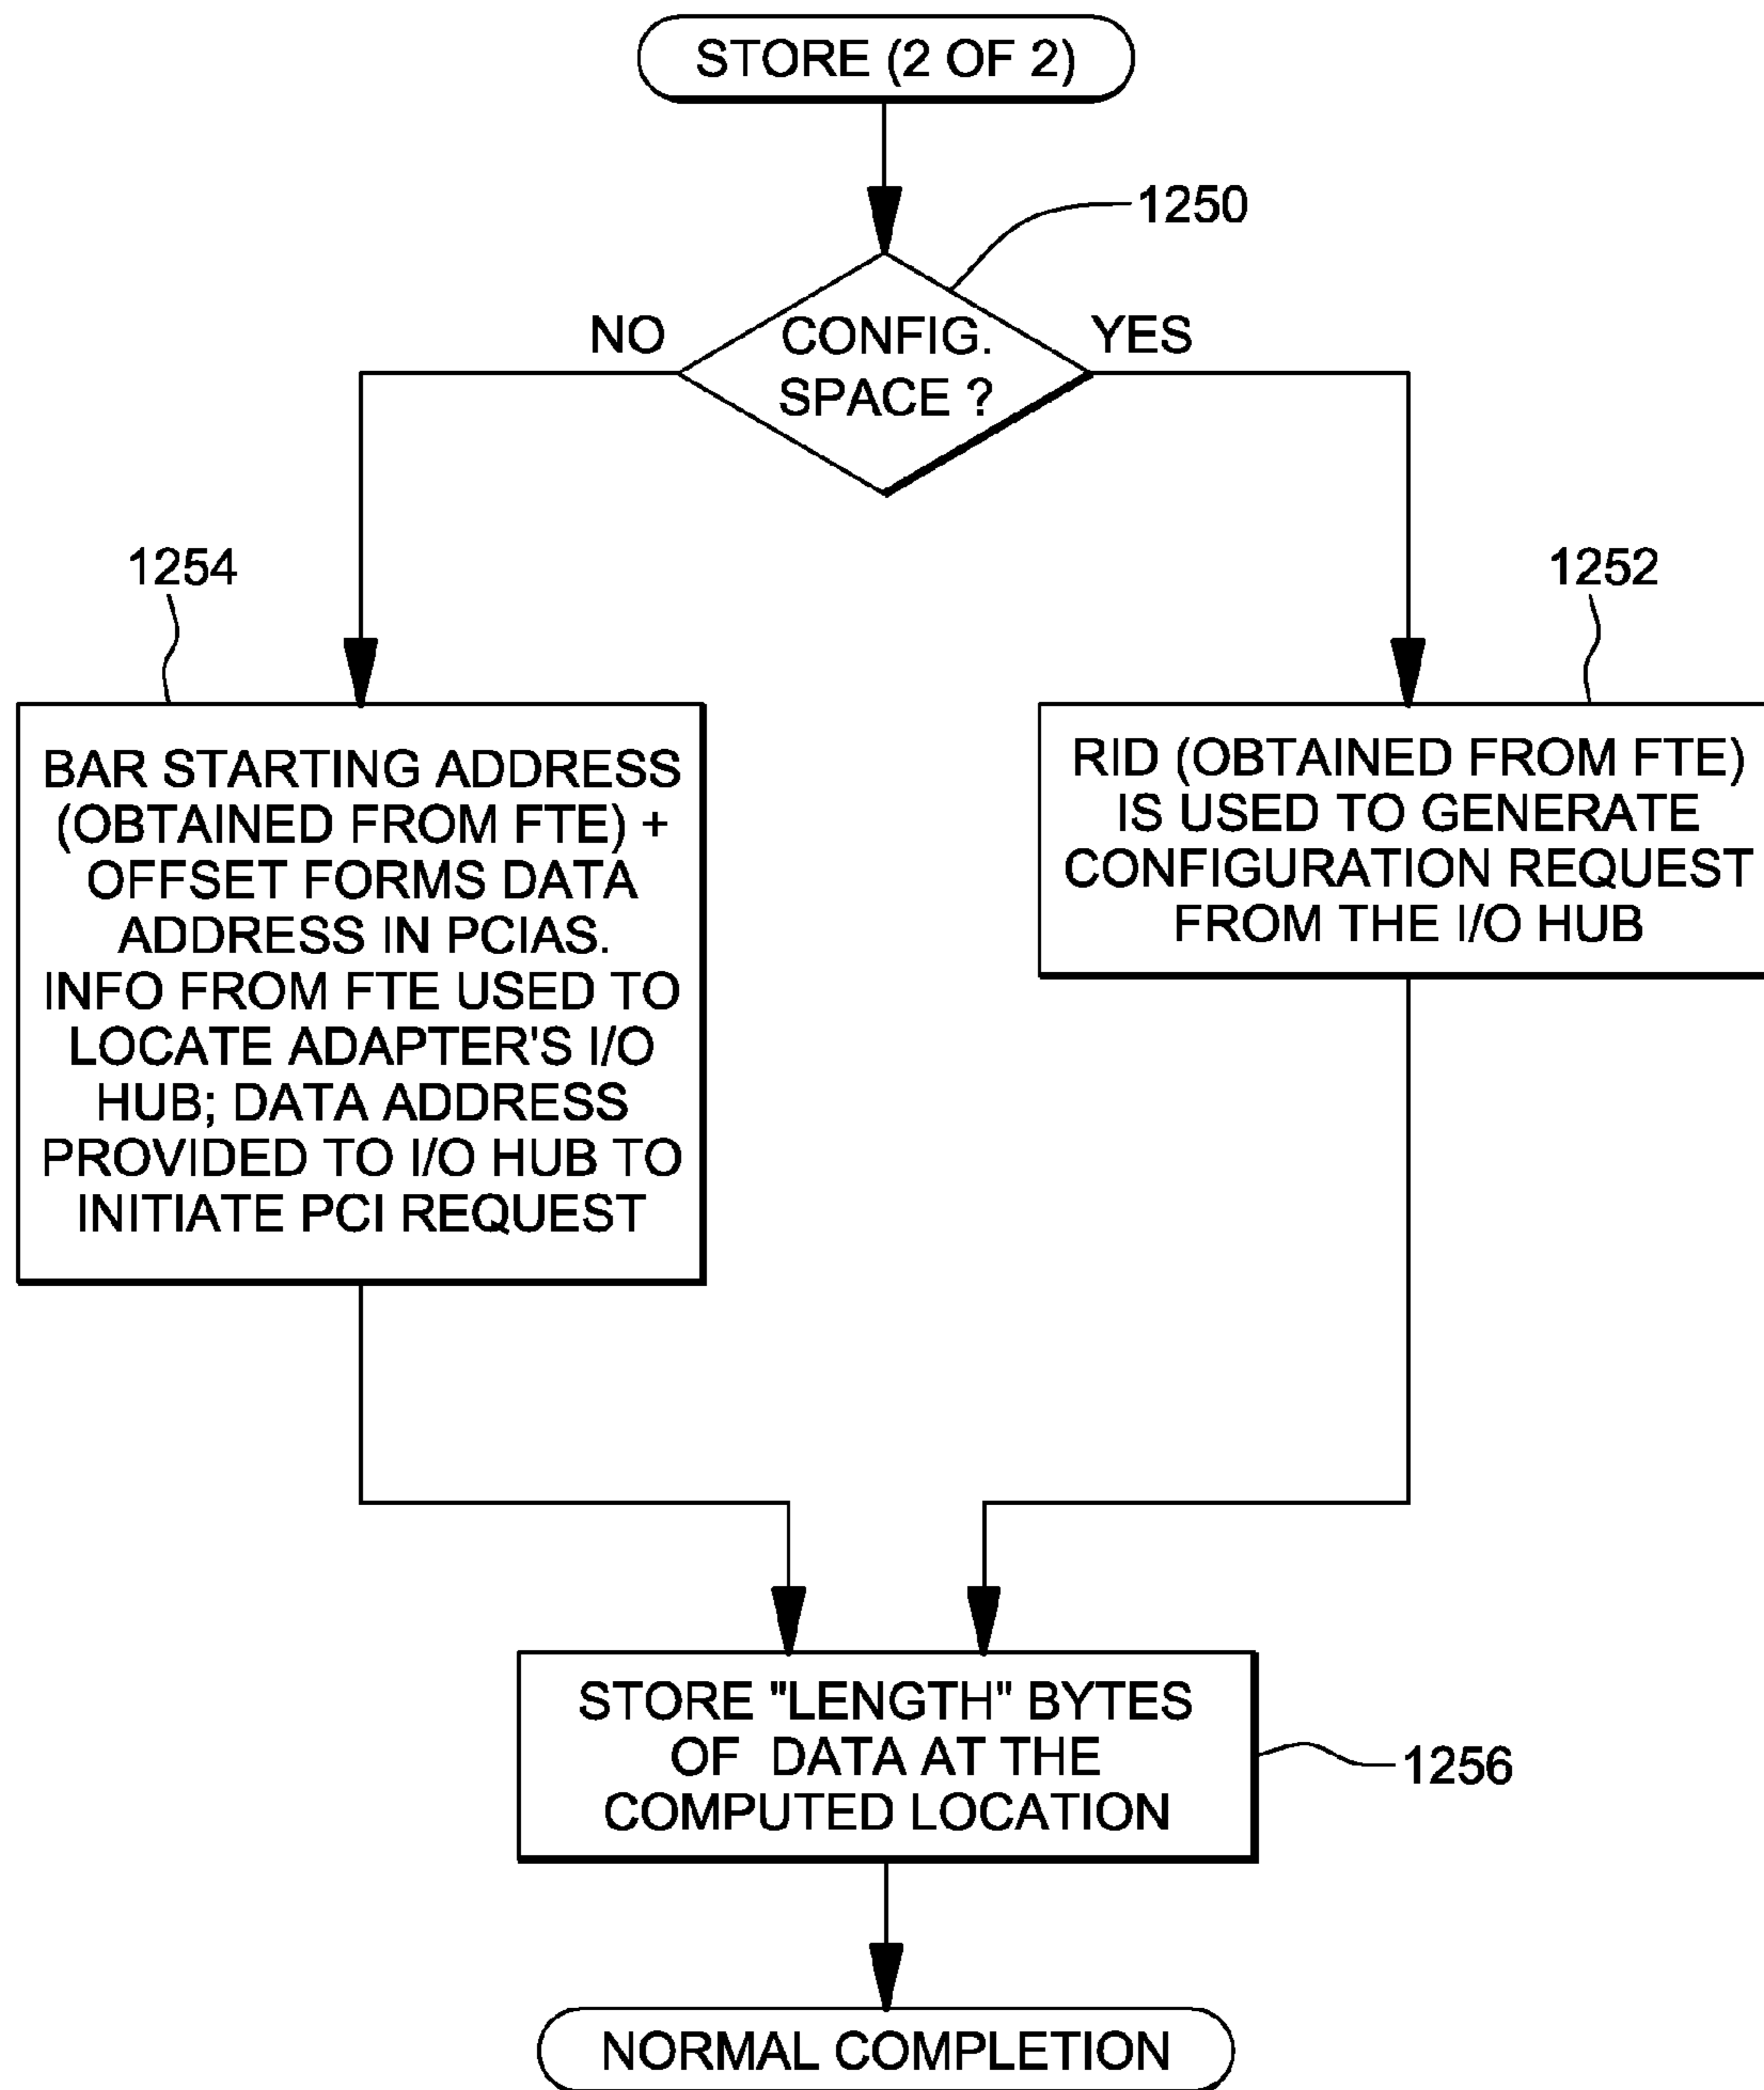 STORE (2 OF 2)
1250
NO
CONFIG.
SPACE ?
YES
1254
1252
BAR STARTING ADDRESS
(OBTAINED FROM FTE) +
OFFSET FORMS DATA
ADDRESS IN PCIAS.
INFO FROM FTE USED TO
LOCATE ADAPTER'S I/O
HUB; DATA ADDRESS
PROVIDED TO I/O HUB TO
INITIATE PCI REQUEST
RID (OBTAINED FROM FTE)
IS USED TO GENERATE
CONFIGURATION REQUEST
FROM THE I/O HUB
STORE "LENGTH" BYTES
OF DATA AT THE
COMPUTED LOCATION
1256
NORMAL COMPLETION